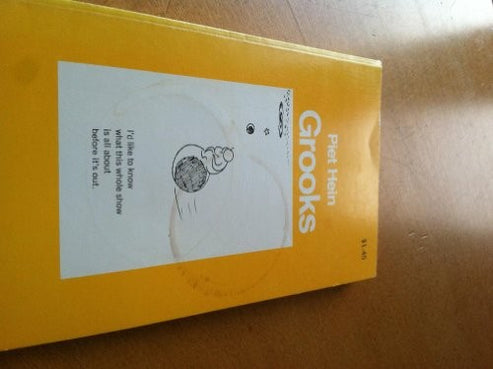 $1.45
Piet Hein
Grooks
I'd like to know
what this whole show
is all about
before it's out.